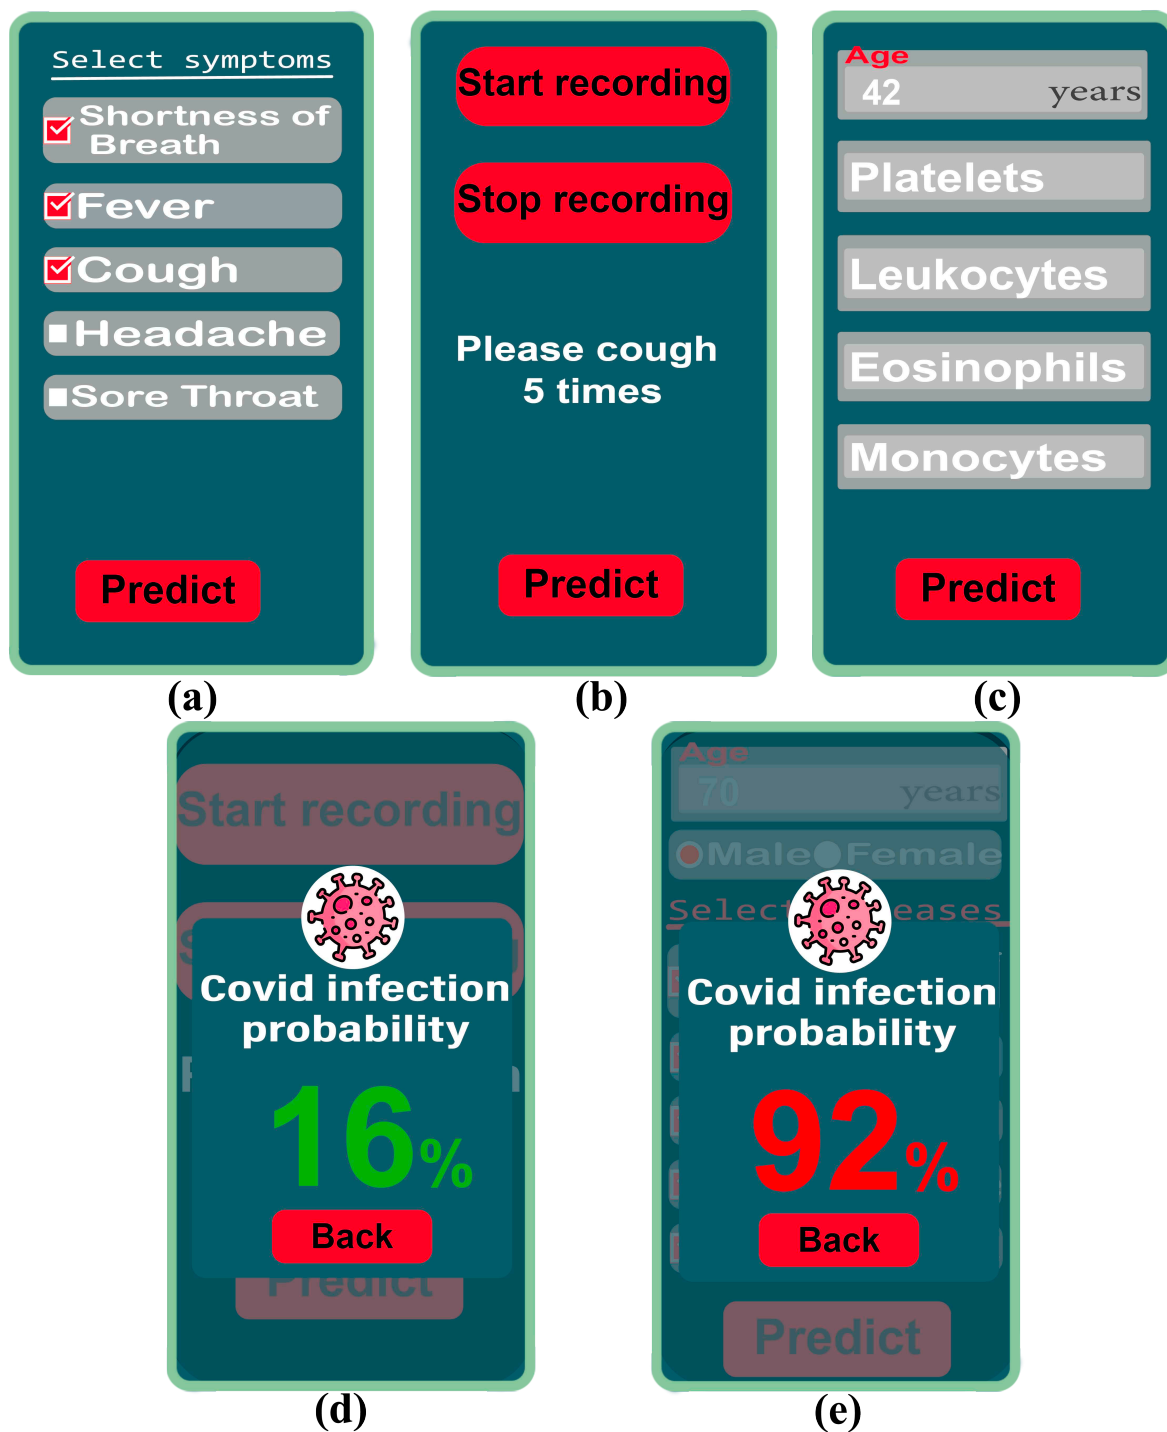 Select symptoms
Shortness of
Breath
Fever
Cough
Headache
Sore Throat
Predict
(a)
Start recording
Stop recording
Please cough
5 times
Predict
(b)
Age
42 years
Platelets
Leukocytes
Eosinophils
Monocytes
Predict
(c)
Start recording
Covid infection
probability
16%
Back
Predict
(d)
Age
70 years
Male Female
Select
Covid infection
probability
92%
Back
Predict
(e)